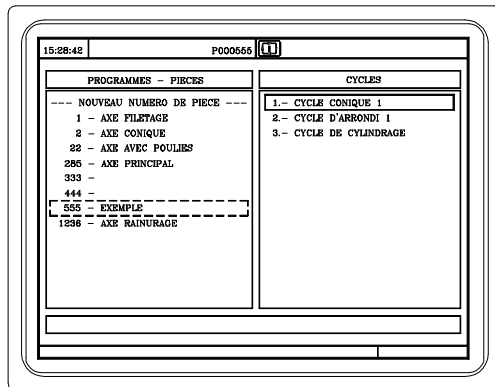 15:28:42
P000555
PROGRAMMES – PIECES
--- NOUVEAU NUMERO DE PIECE ---
1 – AXE FILETAGE
2 – AXE CONIQUE
22 – AXE AVEC POULIES
285 – AXE PRINCIPAL
333 –
444 –
555 – EXEMPLE
1236 – AXE RAINURAGE
CYCLES
1.– CYCLE CONIQUE 1
2.– CYCLE D'ARRONDI 1
3.– CYCLE DE CYLINDRAGE